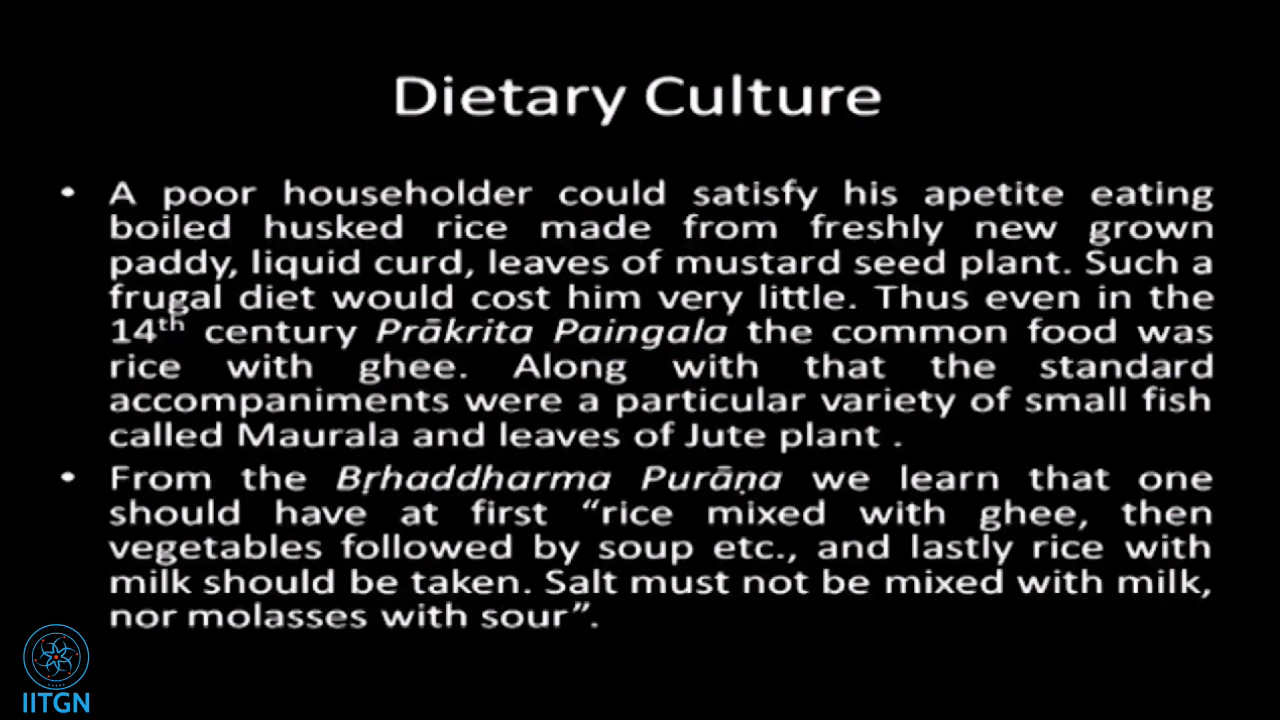 Dietary Culture
• A poor householder could satisfy his apetite eating
boiled husked rice made from freshly new grown
paddy, liquid curd, leaves of mustard seed plant. Such a
frugal diet would cost him very little. Thus even in the
14th century Prākrita Paingala the common food was
rice with ghee. Along with that the standard
accompaniments were a particular variety of small fish
called Maurala and leaves of Jute plant .
• From the Bṛhaddharma Purāṇa we learn that one
should have at first “rice mixed with ghee, then
vegetables followed by soup etc., and lastly rice with
milk should be taken. Salt must not be mixed with milk,
nor molasses with sour”.
IITGN